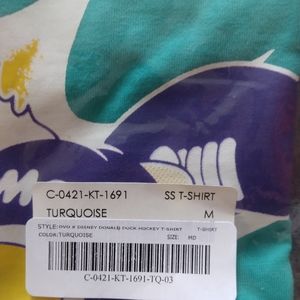 C-0421-KT-1691 SS T-SHIRT
TURQUOISE M
STYLE: DVO # DISNEY DONALD DUCK HOCKEY T-SHIRT T-SHIRT
COLOR: TURQUOISE SIZE: MD
C-0421-KT-1691-TQ-03